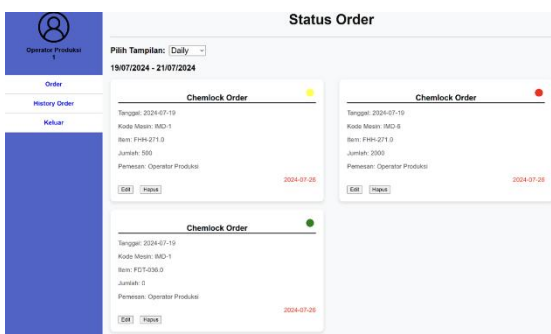 Status Order
Operator Produksi
1
Order
History Order
Keluar
Pilih Tampilan: Daily
19/07/2024 - 21/07/2024
Chemlock Order
Tanggal: 2024-07-19
Kode Mesin: IMO-1
Item: FHH-271.0
Jumlah: 500
Pemesan: Operator Produksi
2024-07-26
Edit Hapus
Chemlock Order
Tanggal: 2024-07-19
Kode Mesin: IMO-8
Item: FHH-271.0
Jumlah: 2000
Pemesan: Operator Produksi
2024-07-26
Edit Hapus
Chemlock Order
Tanggal: 2024-07-19
Kode Mesin: IMO-1
Item: FDT-036.0
Jumlah: 0
Pemesan: Operator Produksi
2024-07-26
Edit Hapus